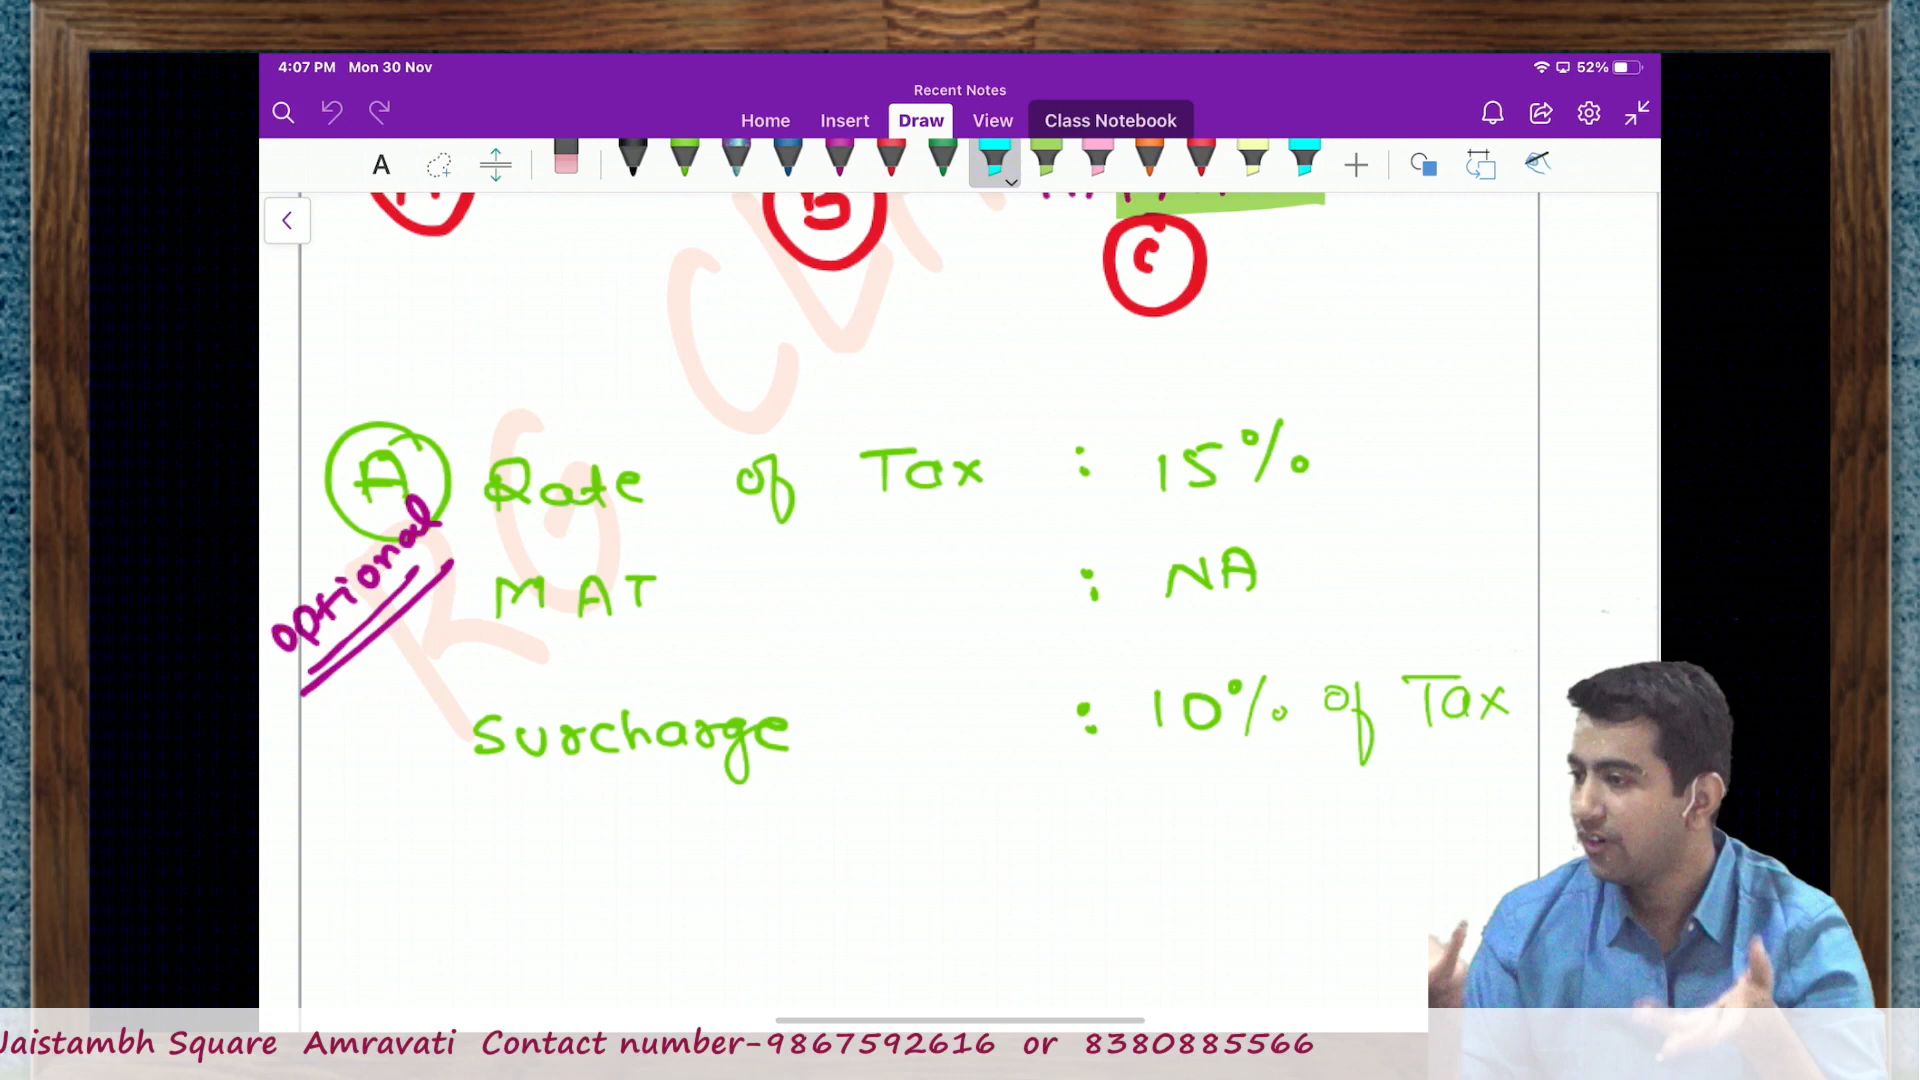 4:07 PM Mon 30 Nov
52%
Recent Notes
Home Insert Draw View Class Notebook
A
B
C
A Rate of Tax : 15%
optional
MAT : NA
Surcharge : 10% of Tax
RG
Jaistambh Square Amravati Contact number-9867592616 or 8380885566